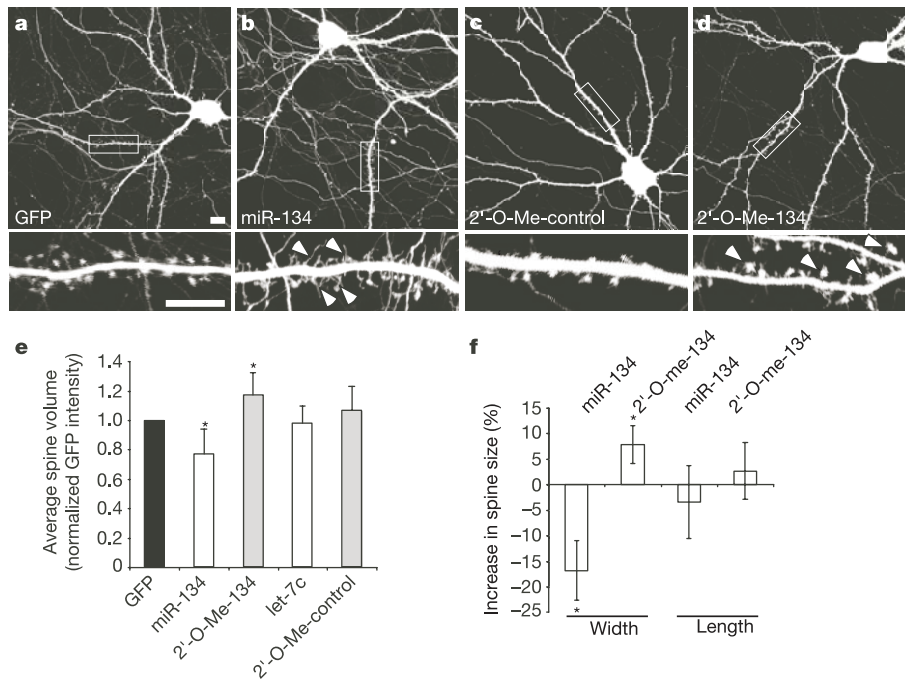 a
b
c
d
GFP
miR-134
2'-O-Me-control
2'-O-Me-134
e
Average spine volume
(normalized GFP intensity)
1.4
1.2
1.0
0.8
0.6
0.4
0.2
0
*
*
GFP
miR-134
2'-O-Me-134
let-7c
2'-O-Me-control
f
miR-134
2'-O-me-134
miR-134
2'-O-me-134
Increase in spine size (%)
15
10
5
0
−5
−10
−15
−20
−25
*
*
Width
Length